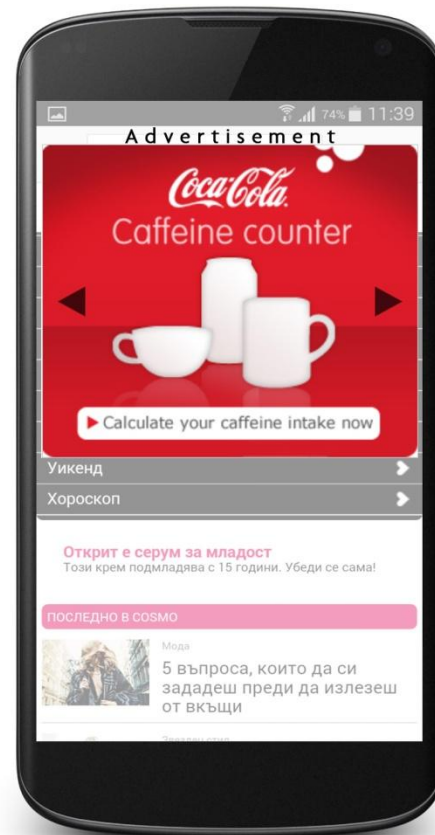 74% 11:39
Advertisement
Coca-Cola
Caffeine counter
Calculate your caffeine intake now
Уикенд
Хороскоп
Открит е серум за младост
Този крем подмладява с 15 години. Убеди се сама!
ПОСЛЕДНО В COSMO
Мода
5 въпроса, които да си
зададеш преди да излезеш
от вкъщи